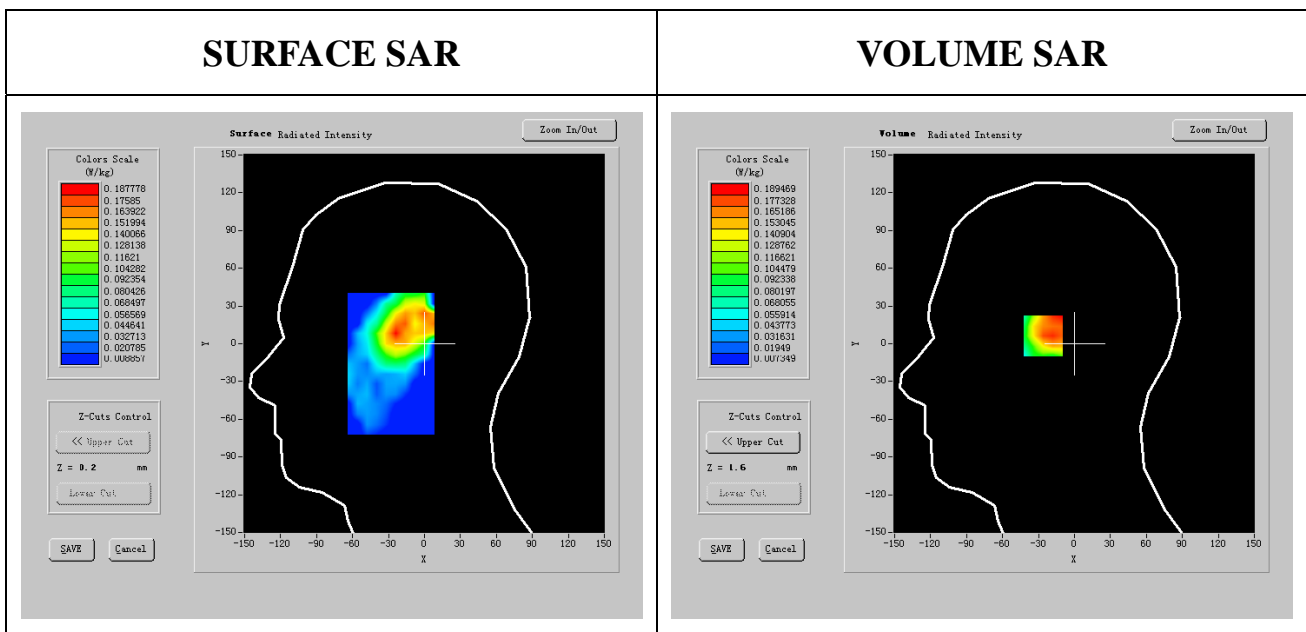 SURFACE SAR
VOLUME SAR
Surface Radiated Intensity
Zoom In/Out
Colors Scale
(W/kg)
0.187778
0.17585
0.163922
0.151994
0.140066
0.128138
0.11621
0.104282
0.092354
0.080426
0.068497
0.056569
0.044641
0.032713
0.020785
0.008857
Z-Cuts Control
<< Upper Cut
Z = 0.2 mm
Lower Cut
SAVE
Cancel
150
120
90
60
30
0
-30
-60
-90
-120
-150
Y
-150 -120 -90 -60 -30 0 30 60 90 120 150
X
Volume Radiated Intensity
Zoom In/Out
Colors Scale
(W/kg)
0.189469
0.177328
0.165186
0.153045
0.140904
0.128762
0.116621
0.104479
0.092338
0.080197
0.068055
0.055914
0.043773
0.031631
0.01949
0.007349
Z-Cuts Control
<< Upper Cut
Z = 1.6 mm
Lower Cut
SAVE
Cancel
150
120
90
60
30
0
-30
-60
-90
-120
-150
Y
-150 -120 -90 -60 -30 0 30 60 90 120 150
X